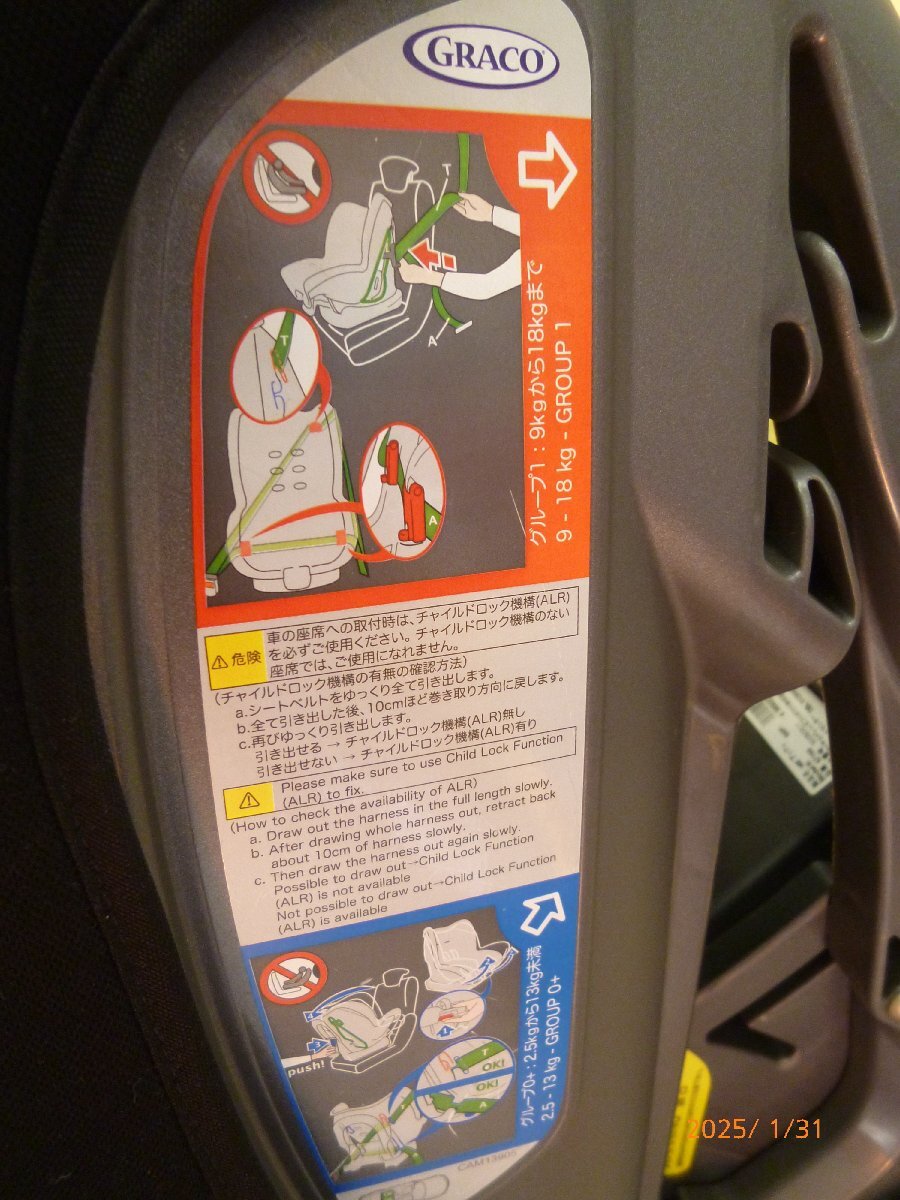 GRACO
T
A
T
A
グループ1 : 9kgから18kgまで
9 - 18 kg - GROUP 1
⚠ 危険
車の座席への取付時は、チャイルドロック機構(ALR)
を必ずご使用ください。チャイルドロック機構のない
座席では、ご使用になれません。
(チャイルドロック機構の有無の確認方法)
a.シートベルトをゆっくり全て引き出します。
b.全て引き出した後、10cmほど巻き取り方向に戻します。
c.再びゆっくり引き出します。
引き出せる → チャイルドロック機構(ALR)無し
引き出せない → チャイルドロック機構(ALR)有り
Please make sure to use Child Lock Function
(ALR) to fix.
(How to check the availability of ALR)
a. Draw out the harness in the full length slowly.
b. After drawing whole harness out, retract back
about 10cm of harness slowly.
c. Then draw the harness out again slowly.
Possible to draw out→Child Lock Function
(ALR) is not available
Not possible to draw out→Child Lock Function
(ALR) is available
4
3
push!
1
T
OK!
OK!
A
グループ0+ : 2.5kgから13kg未満
2.5 - 13 kg - GROUP 0+
CAM13905
2025/ 1/31